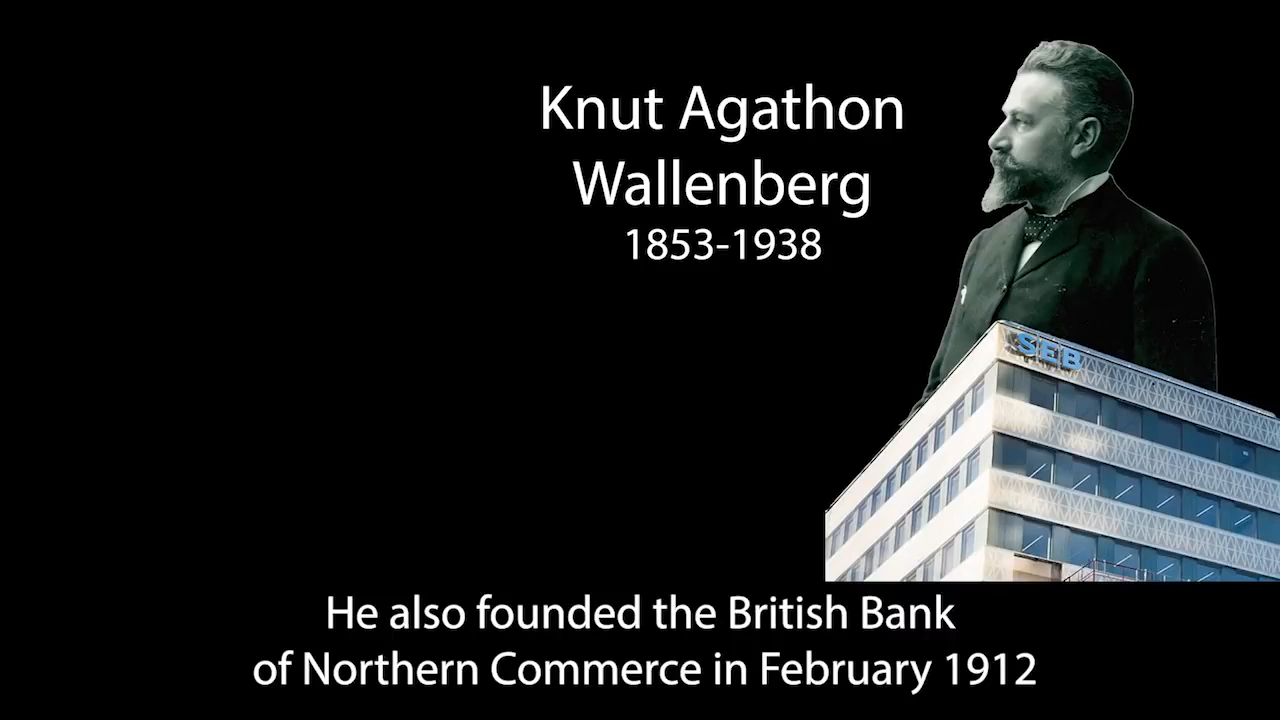 Knut Agathon
Wallenberg
1853-1938
SEB
He also founded the British Bank
of Northern Commerce in February 1912